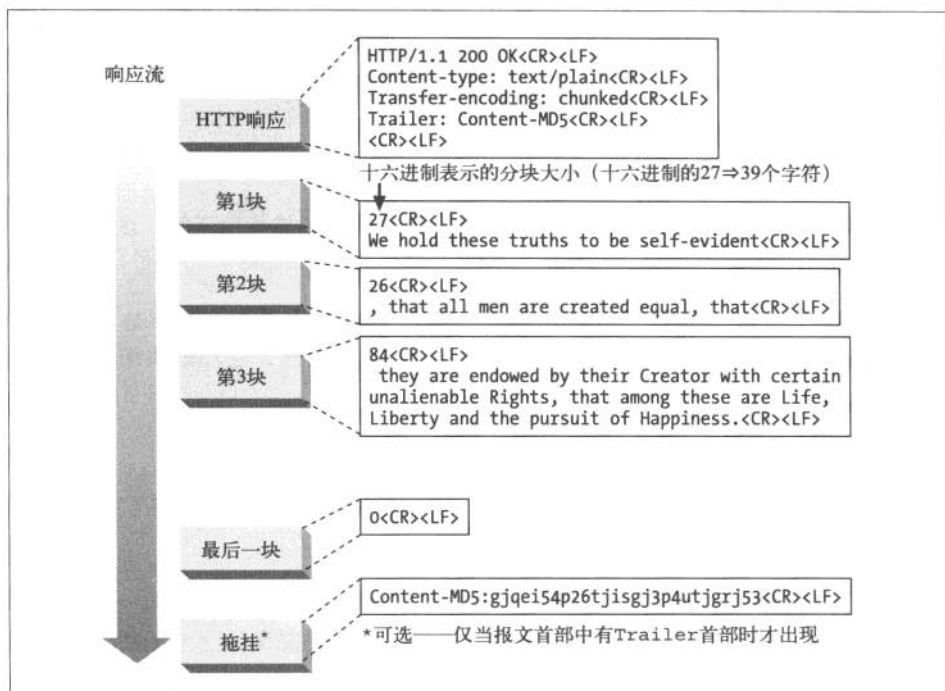 响应流
HTTP响应
HTTP/1.1 200 OK<CR><LF>
Content-type: text/plain<CR><LF>
Transfer-encoding: chunked<CR><LF>
Trailer: Content-MD5<CR><LF>
<CR><LF>
十六进制表示的分块大小（十六进制的27⇒39个字符）
第1块
27<CR><LF>
We hold these truths to be self-evident<CR><LF>
第2块
26<CR><LF>
, that all men are created equal, that<CR><LF>
第3块
84<CR><LF>
they are endowed by their Creator with certain
unalienable Rights, that among these are Life,
Liberty and the pursuit of Happiness.<CR><LF>
最后一块
0<CR><LF>
拖挂*
Content-MD5:gjqei54p26tjisgj3p4utjgrj53<CR><LF>
*可选——仅当报文首部中有Trailer首部时才出现